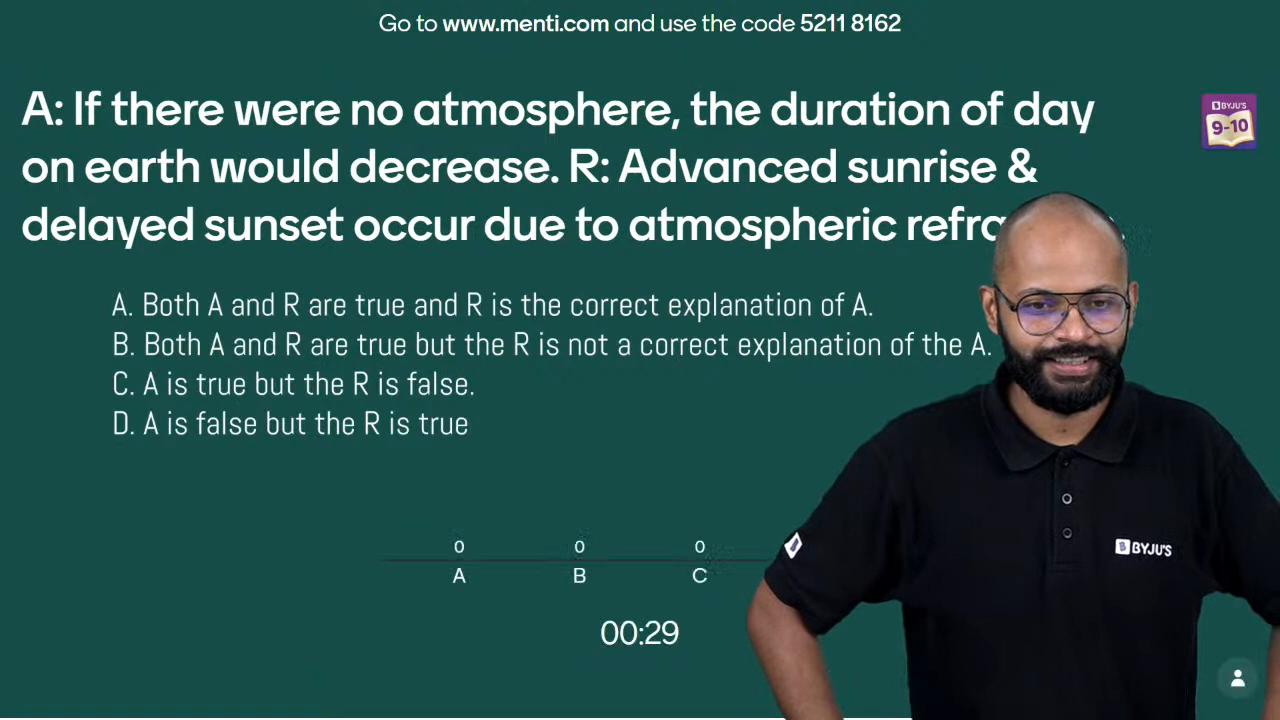 Go to www.menti.com and use the code 5211 8162
A: If there were no atmosphere, the duration of day
on earth would decrease. R: Advanced sunrise &
delayed sunset occur due to atmospheric
BYJU'S
9-10
A. Both A and R are true and R is the correct explanation of A.
B. Both A and R are true but the R is not a correct explanation of the A.
C. A is true but the R is false.
D. A is false but the R is true
0 0 0
A B C
00:29
BYJU'S